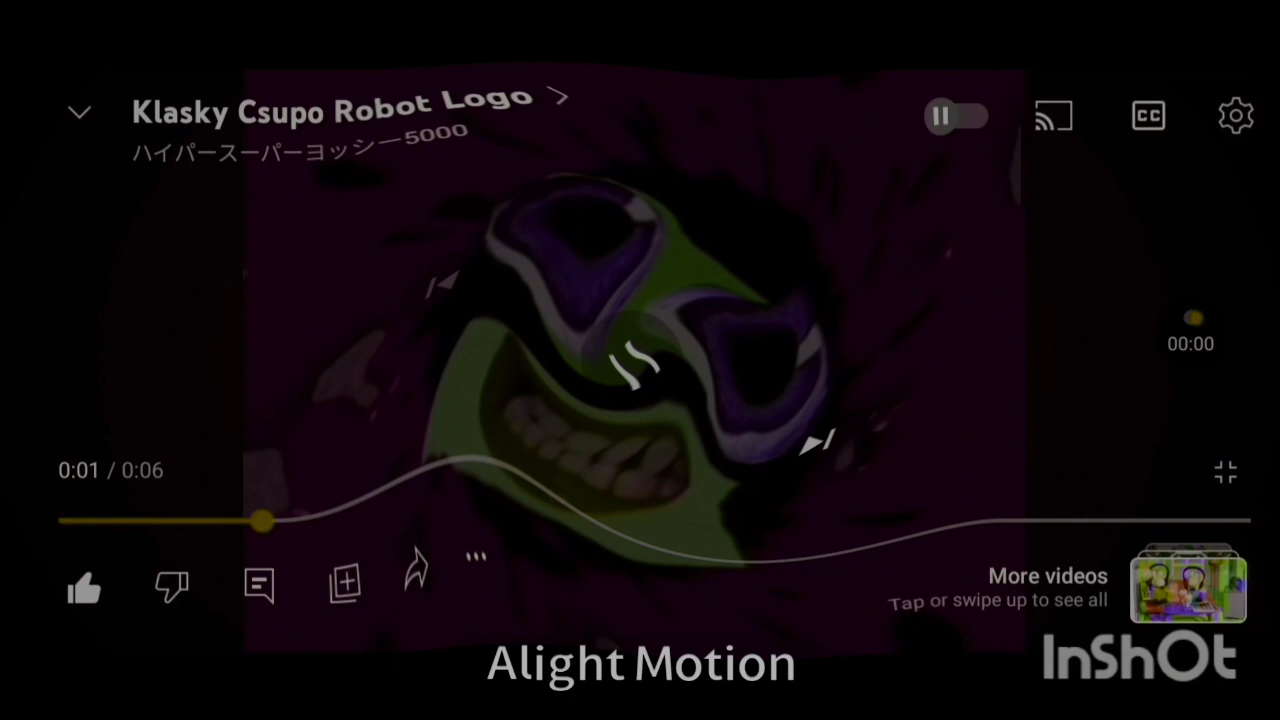 Klasky Csupo Robot Logo
ハイパースーパーヨッシー5000
CC
00:00
0:01 / 0:06
More videos
Tap or swipe up to see all
Alight Motion
InShOt